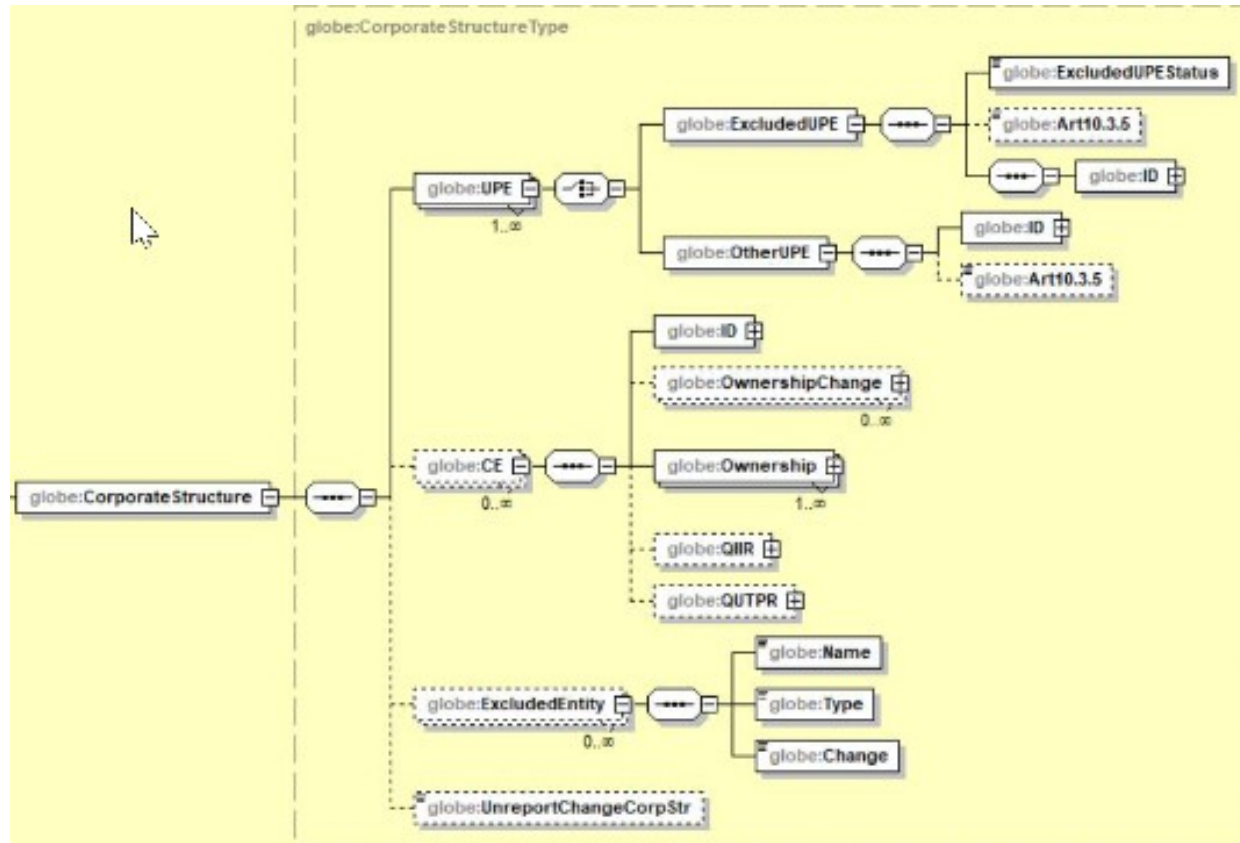 globe:CorporateStructureType
globe:ExcludedUPEStatus
globe:ExcludedUPE
globe:Art10.3.5
globe:UPE
globe:ID
1..∞
globe:OtherUPE
globe:ID
globe:Art10.3.5
globe:ID
globe:OwnershipChange
0..∞
globe:CE
globe:Ownership
0..∞
1..∞
globe:CorporateStructure
globe:QIIR
globe:QUTPR
globe:Name
globe:ExcludedEntity
globe:Type
0..∞
globe:Change
globe:UnreportChangeCorpStr